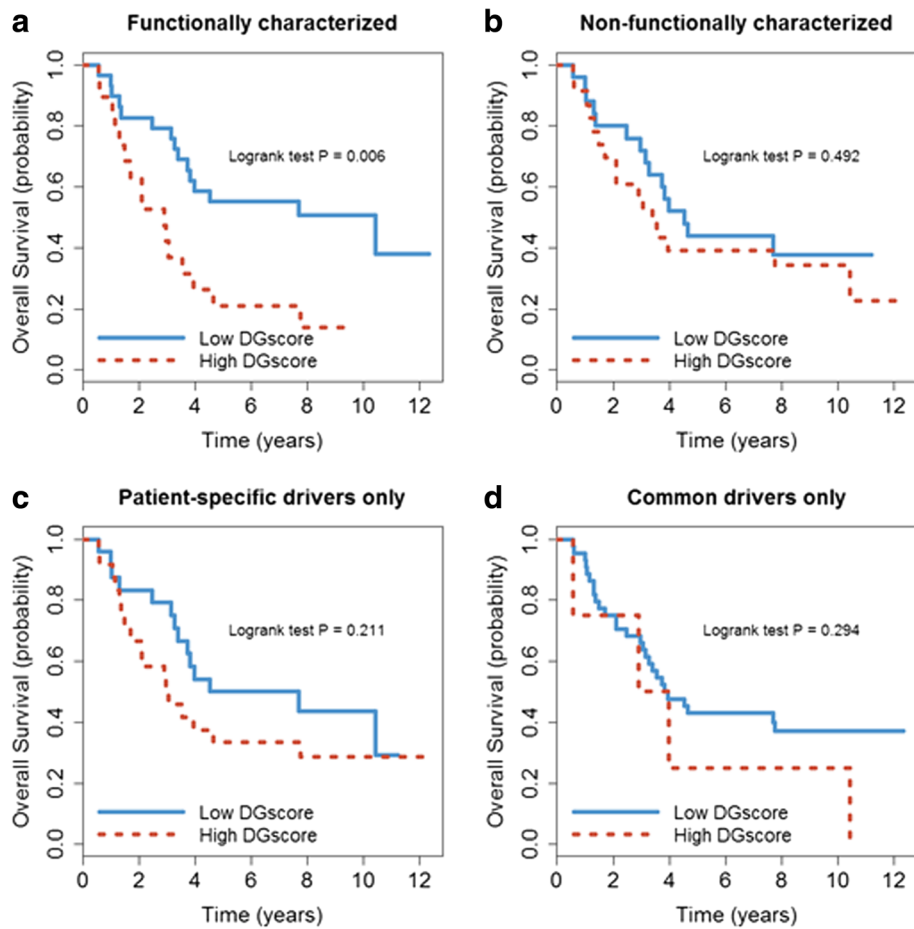 a Functionally characterized
Overall Survival (probability)
1.0
0.8
0.6
0.4
0.2
0.0
Logrank test P = 0.006
Low DGscore
High DGscore
0 2 4 6 8 10 12
Time (years)
b Non-functionally characterized
Overall Survival (probability)
1.0
0.8
0.6
0.4
0.2
0.0
Logrank test P = 0.492
Low DGscore
High DGscore
0 2 4 6 8 10 12
Time (years)
c Patient-specific drivers only
Overall Survival (probability)
1.0
0.8
0.6
0.4
0.2
0.0
Logrank test P = 0.211
Low DGscore
High DGscore
0 2 4 6 8 10 12
Time (years)
d Common drivers only
Overall Survival (probability)
1.0
0.8
0.6
0.4
0.2
0.0
Logrank test P = 0.294
Low DGscore
High DGscore
0 2 4 6 8 10 12
Time (years)